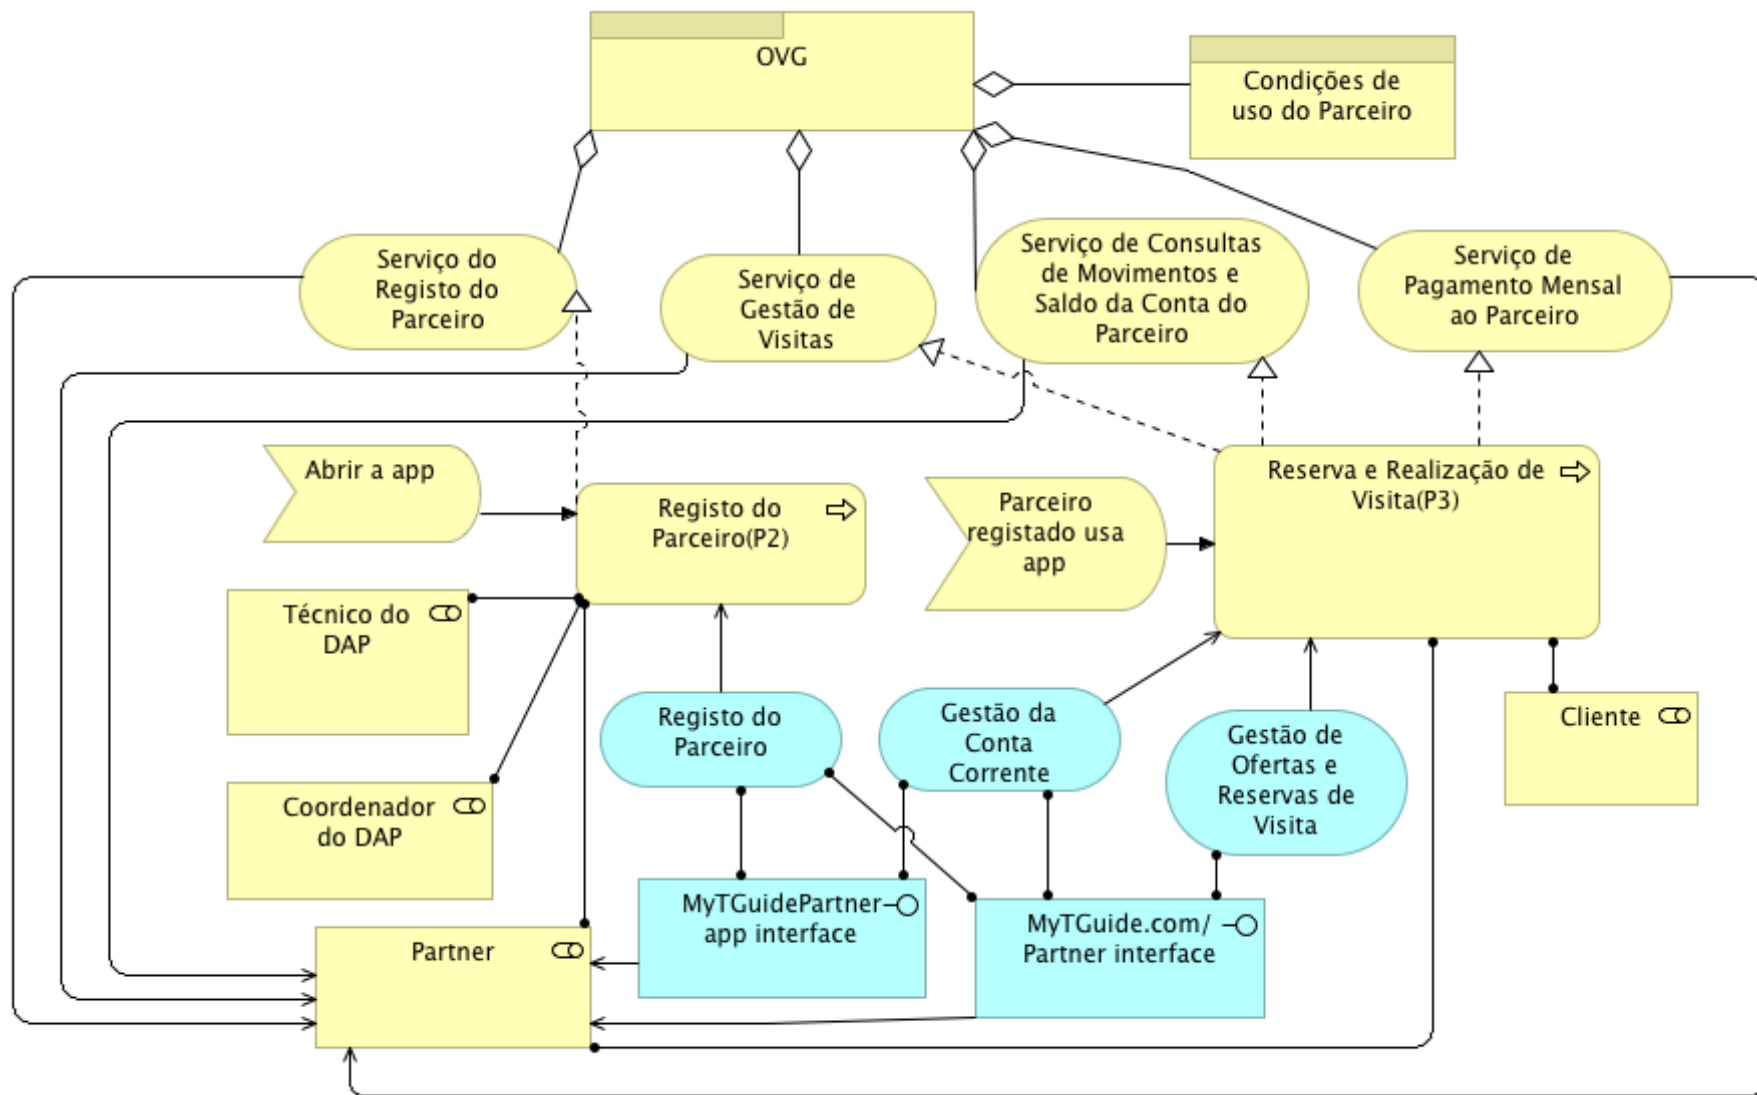 OVG
Condições de
uso do Parceiro
Serviço do
Registo do
Parceiro
Serviço de
Gestão de
Visitas
Serviço de Consultas
de Movimentos e
Saldo da Conta do
Parceiro
Serviço de
Pagamento Mensal
ao Parceiro
Abrir a app
Registo do
Parceiro(P2)
Parceiro
registado usa
app
Reserva e Realização de
Visita(P3)
Técnico do
DAP
Registo do
Parceiro
Gestão da
Conta
Corrente
Gestão de
Ofertas e
Reservas de
Visita
Cliente
Coordenador
do DAP
Partner
MyTGuidePartner
app interface
MyTGuide.com/
Partner interface